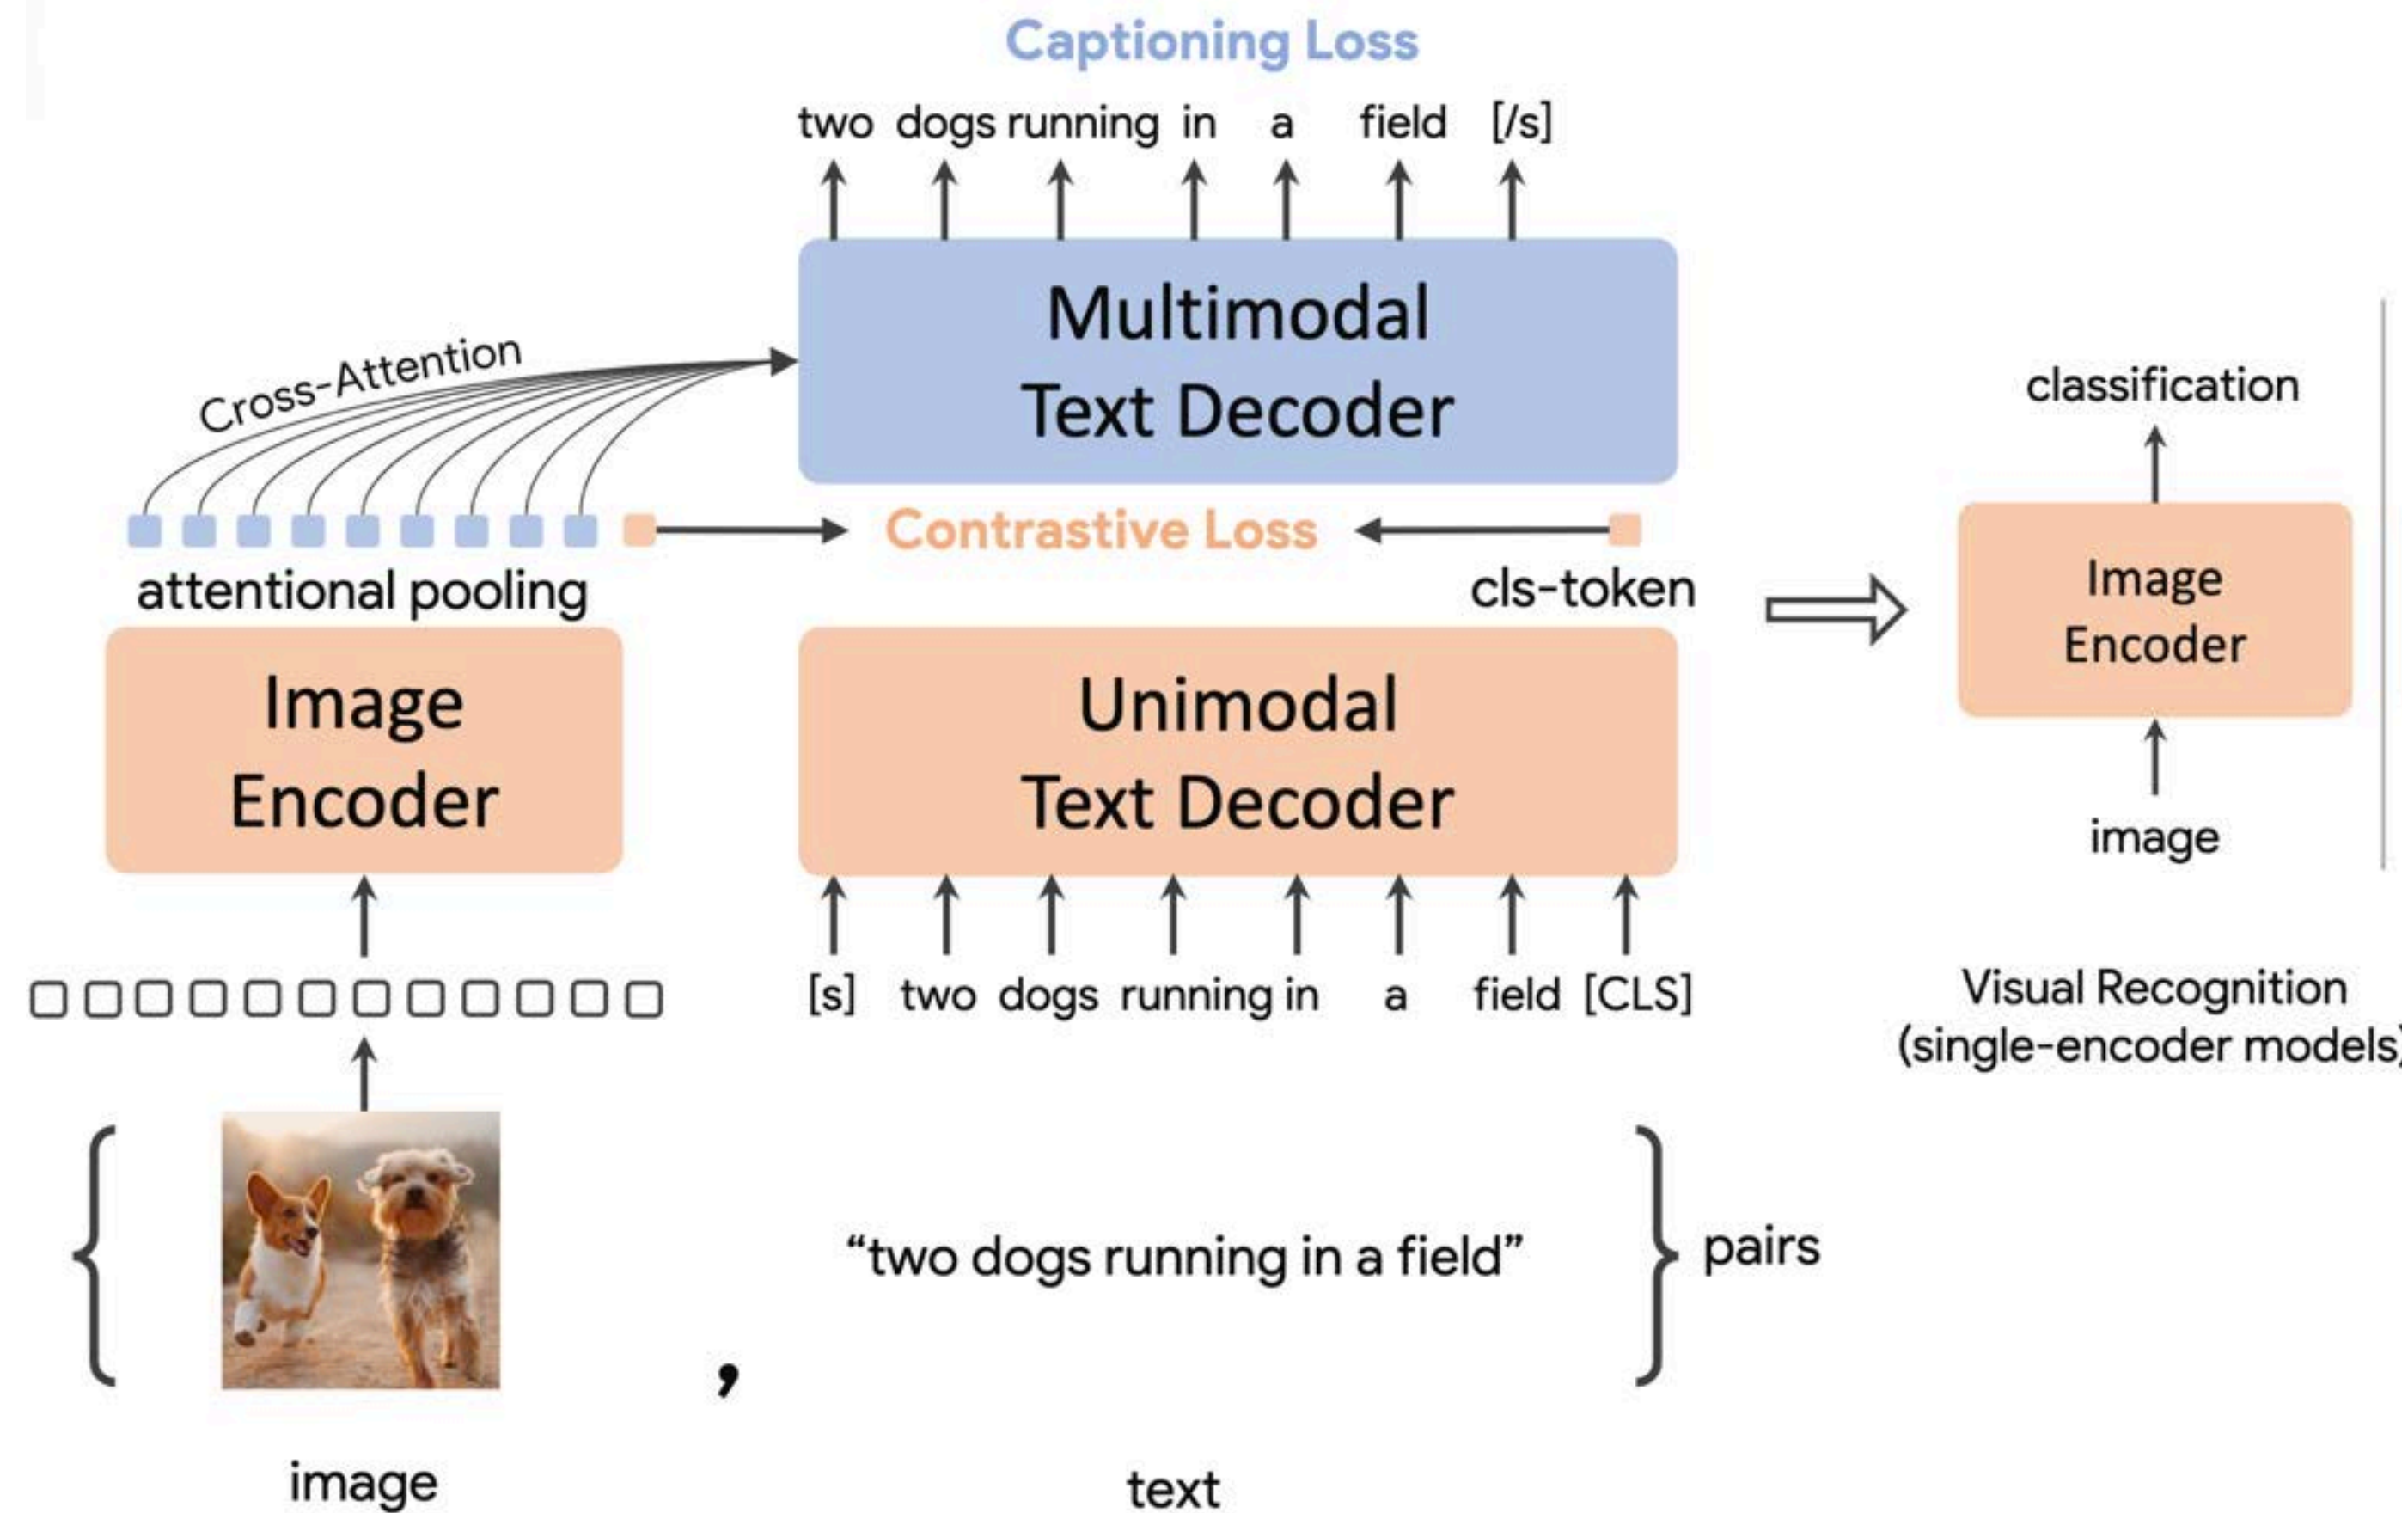 Captioning Loss
two dogs running in a field [/s]
Multimodal
Text Decoder
Cross-Attention
Contrastive Loss
attentional pooling
cls-token
Image
Encoder
Unimodal
Text Decoder
[s] two dogs running in a field [CLS]
“two dogs running in a field”
pairs
image
,
text
classification
Image
Encoder
image
Visual Recognition
(single-encoder models)